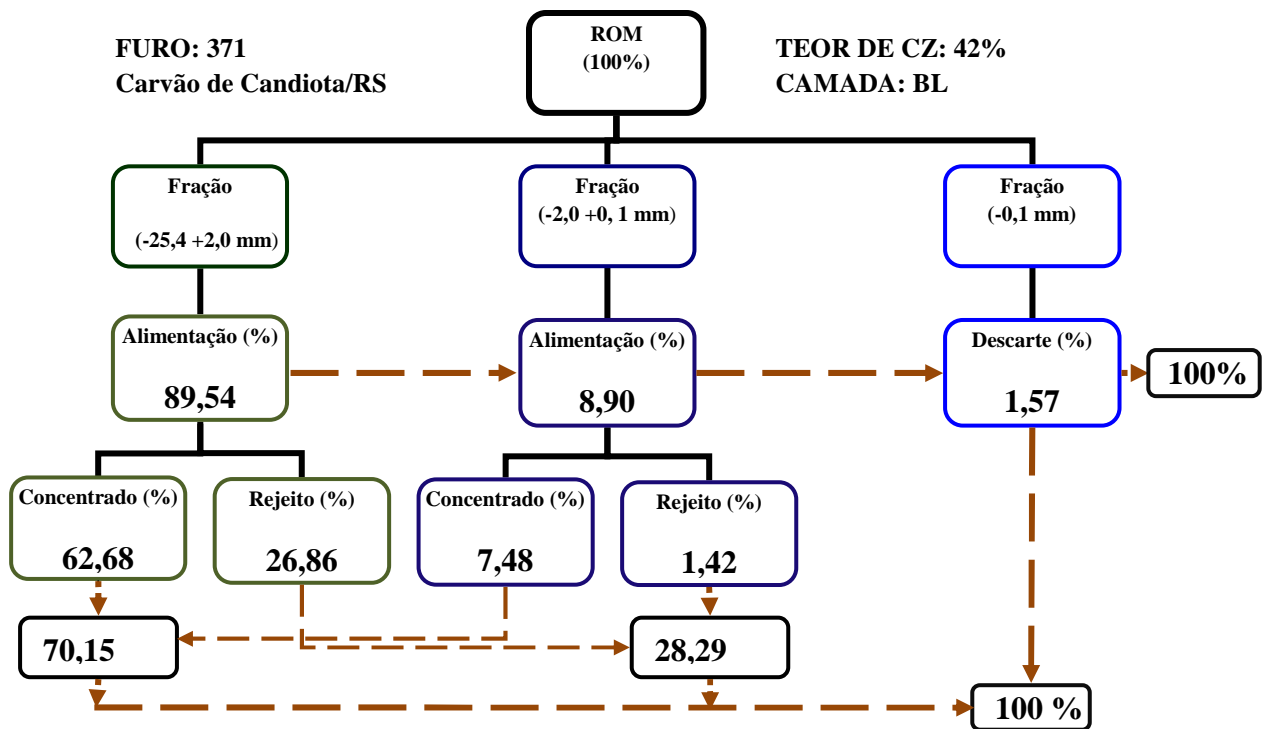 FURO: 371
Carvão de Candiota/RS
ROM
(100%)
TEOR DE CZ: 42%
CAMADA: BL
Fração
(-25,4 +2,0 mm)
Fração
(-2,0 +0, 1 mm)
Fração
(-0,1 mm)
Alimentação (%)
89,54
Alimentação (%)
8,90
Descarte (%)
1,57
100%
Concentrado (%)
62,68
Rejeito (%)
26,86
Concentrado (%)
7,48
Rejeito (%)
1,42
70,15
28,29
100 %